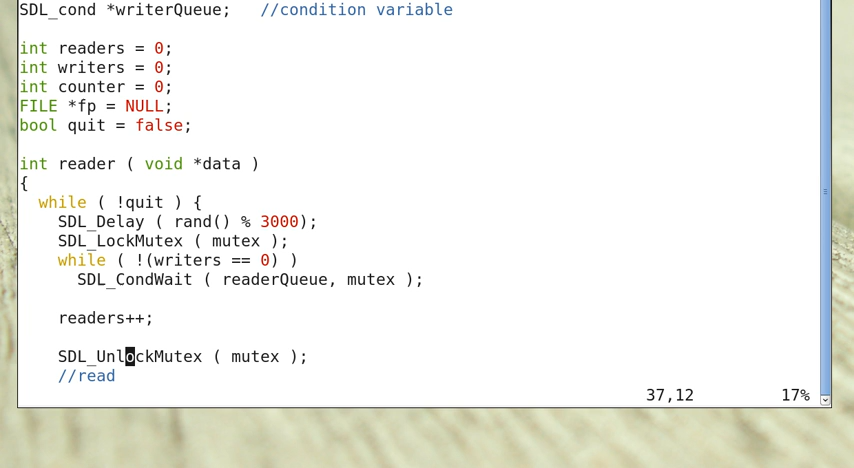 SDL_cond *writerQueue;   //condition variable

int readers = 0;
int writers = 0;
int counter = 0;
FILE *fp = NULL;
bool quit = false;

int reader ( void *data )
{
  while ( !quit ) {
    SDL_Delay ( rand() % 3000);
    SDL_LockMutex ( mutex );
    while ( !(writers == 0) )
      SDL_CondWait ( readerQueue, mutex );

    readers++;

    SDL_UnlockMutex ( mutex );
    //read
37,12         17%